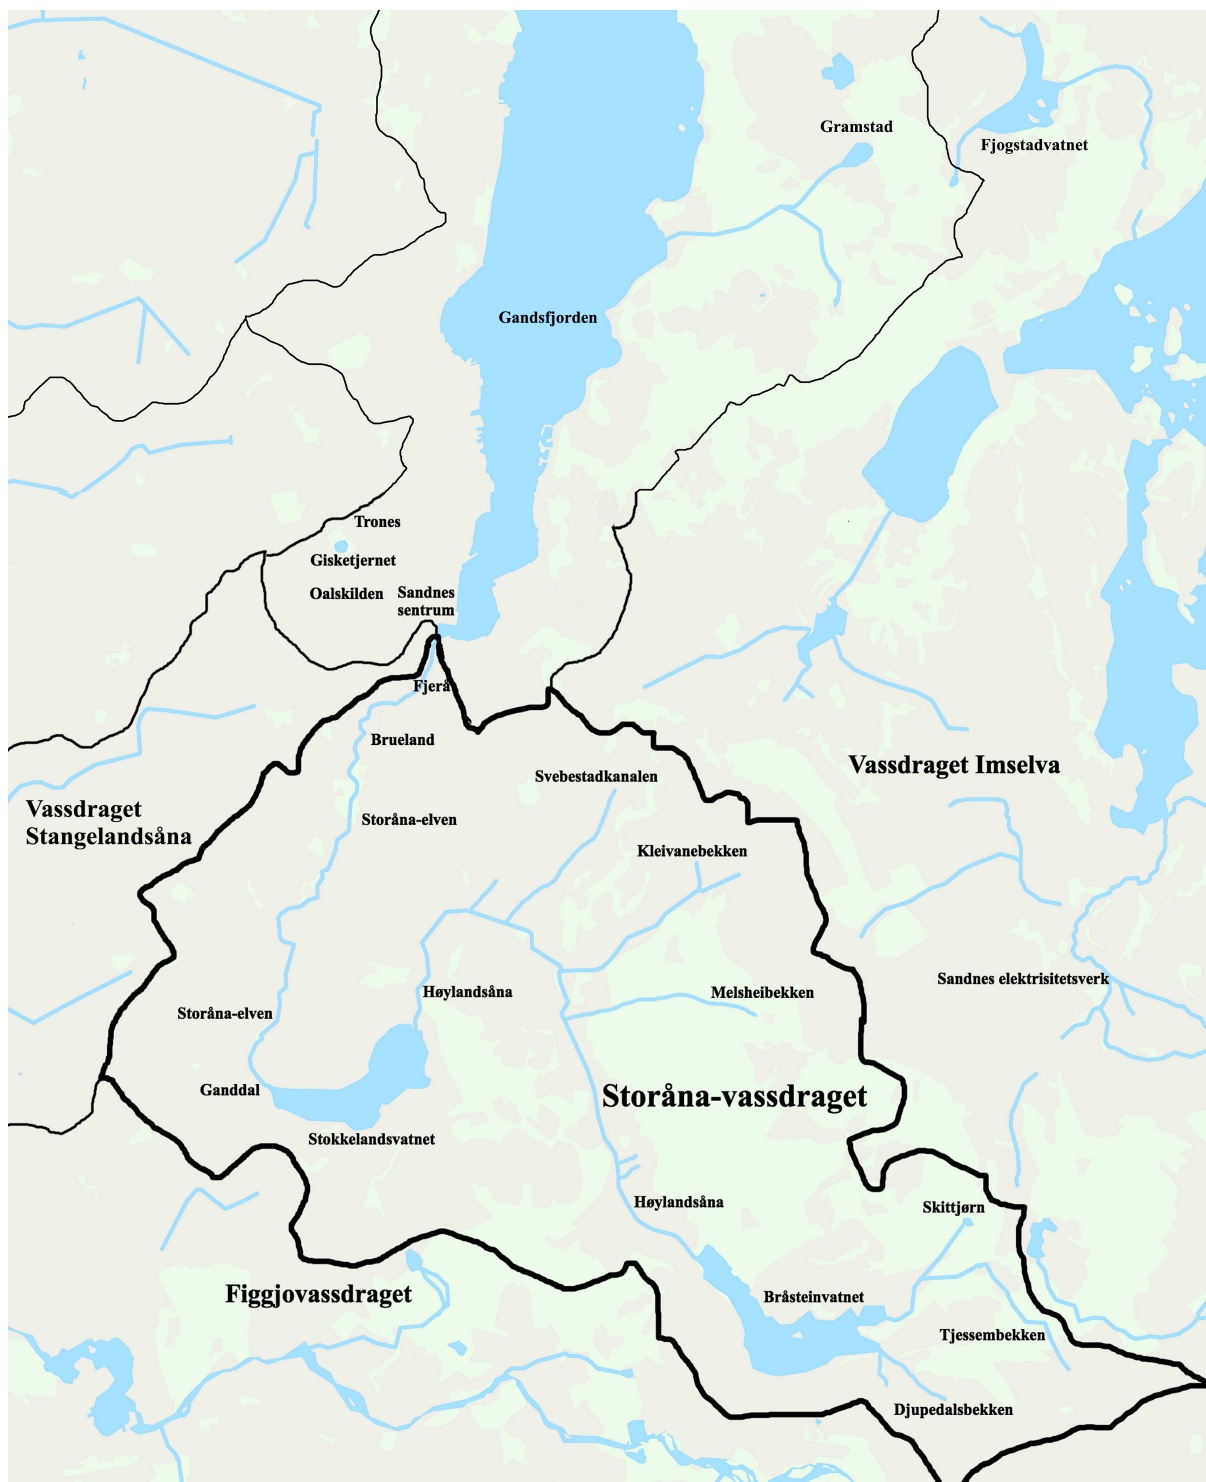 Gramstad
Fjogstadvatnet
Gandsfjorden
Trones
Gisketjernet
Oalskilden
Sandnes
sentrum
Fjerå
Brueland
Svebestadkanalen
Vassdraget Imselva
Vassdraget
Stangelandsåna
Storåna-elven
Kleivanebekken
Sandnes elektrisitetsverk
Høylandsåna
Melsheibekken
Storåna-elven
Ganddal
Storåna-vassdraget
Stokkelandsvatnet
Høylandsåna
Skittjørn
Figgjovassdraget
Bråsteinvatnet
Tjessembekken
Djupedalsbekken